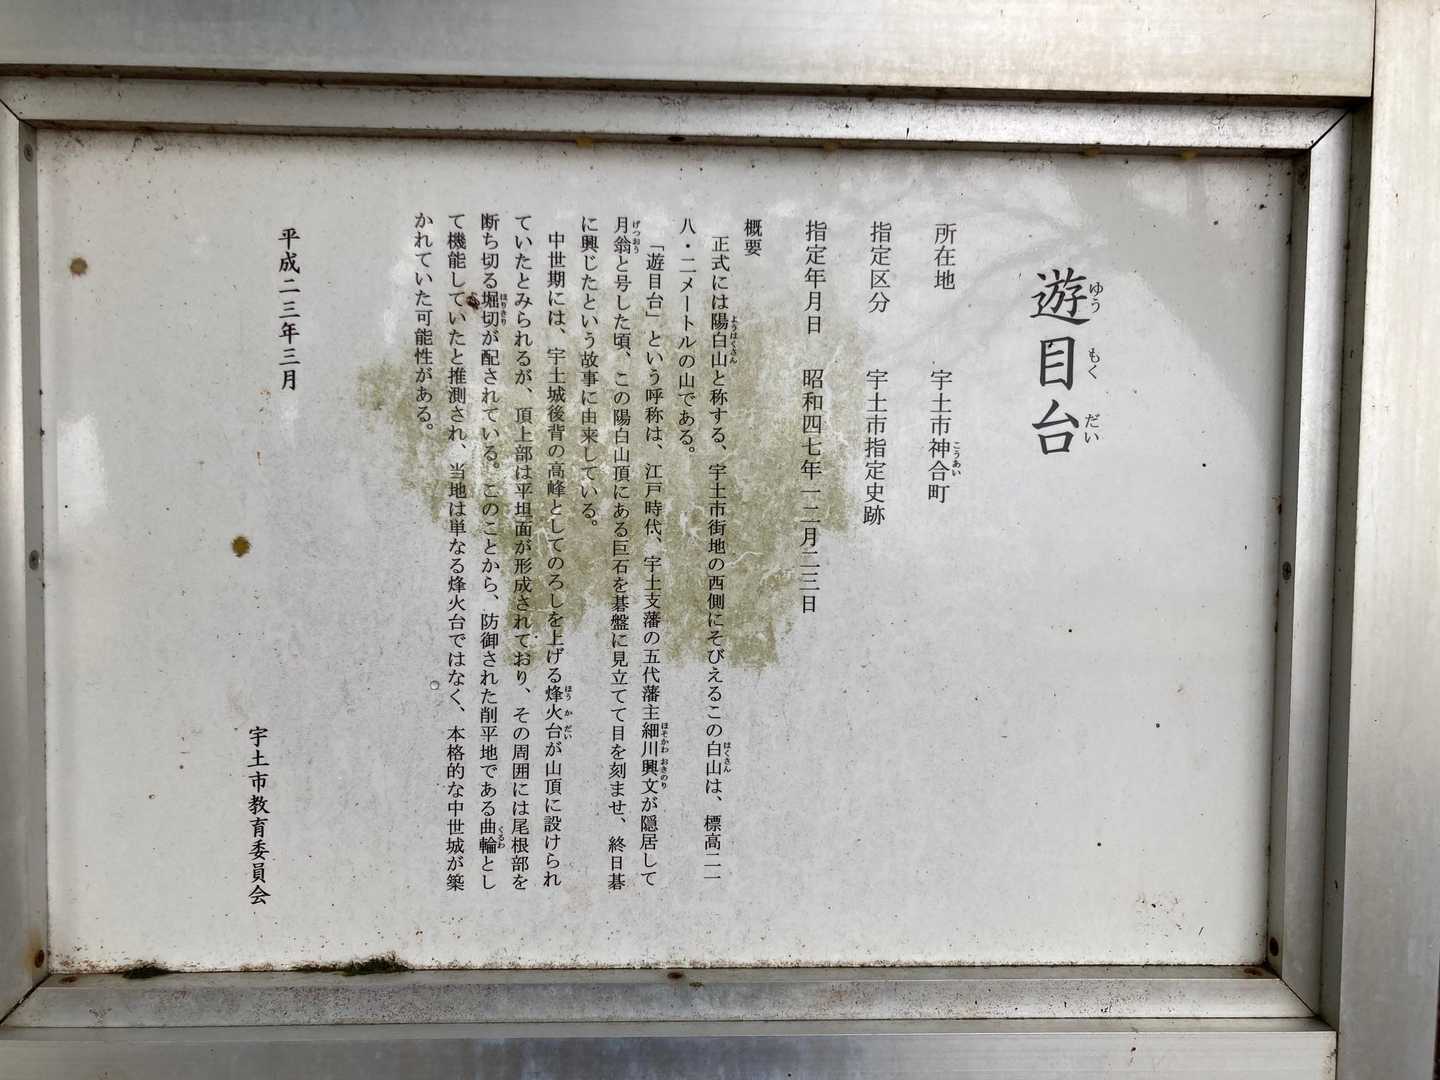 遊目台
所在地　宇土市神合町
指定区分　宇土市指定史跡
指定年月日　昭和四七年一二月二三日
概要
正式には陽白山と称する、宇土市街地の西側にそびえるこの白山は、標高二一
八・二メートルの山である。
「遊目台」という呼称は、江戸時代、宇土支藩の五代藩主細川興文が隠居して
月翁と号した頃、この陽白山頂にある巨石を碁盤に見立てて目を刻ませ、終日碁
に興じたという故事に由来している。
中世期には、宇土城後背の高峰としてのろしを上げる烽火台が山頂に設けられ
ていたとみられるが、頂上部は平坦面が形成されており、その周囲には尾根部を
断ち切る堀切が配されている。このことから、防御された削平地である曲輪とし
て機能していたと推測され、当地は単なる烽火台ではなく、本格的な中世城が築
かれていた可能性がある。
平成二三年三月
宇土市教育委員会